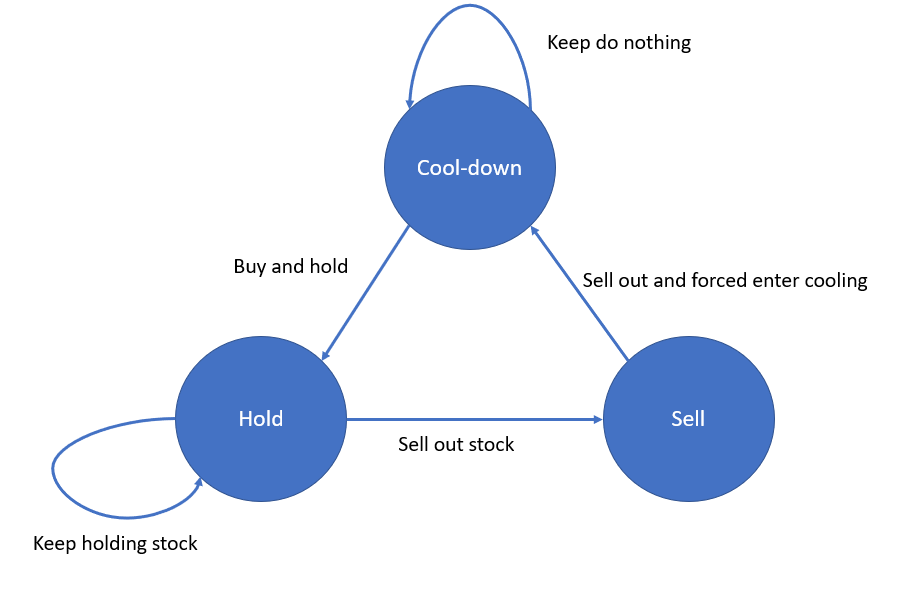 Keep do nothing
Cool-down
Buy and hold
Sell out and forced enter cooling
Hold
Sell
Sell out stock
Keep holding stock